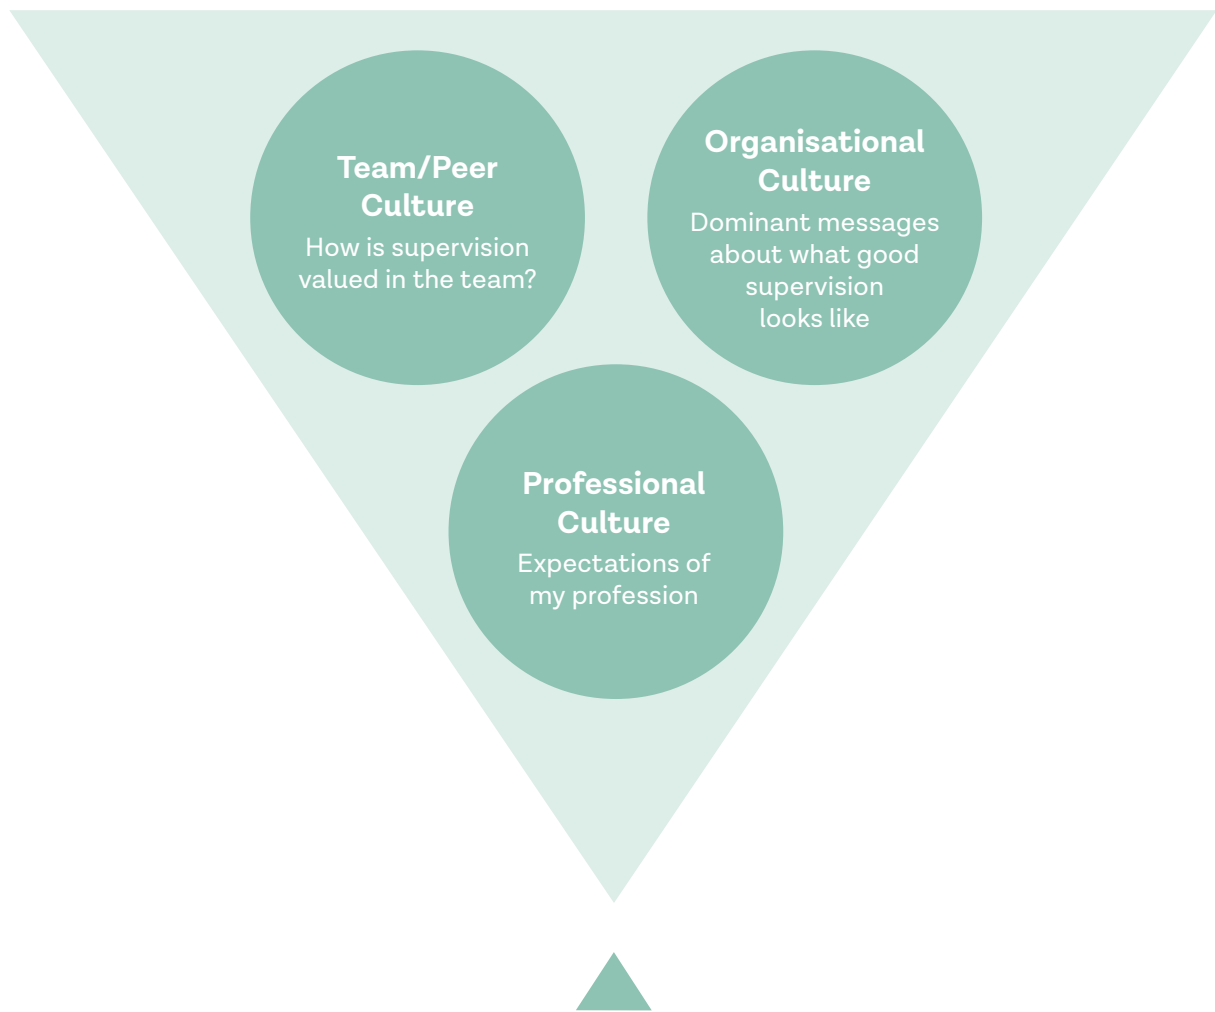 Team/Peer
Culture
How is supervision
valued in the team?
Organisational
Culture
Dominant messages
about what good
supervision
looks like
Professional
Culture
Expectations of
my profession